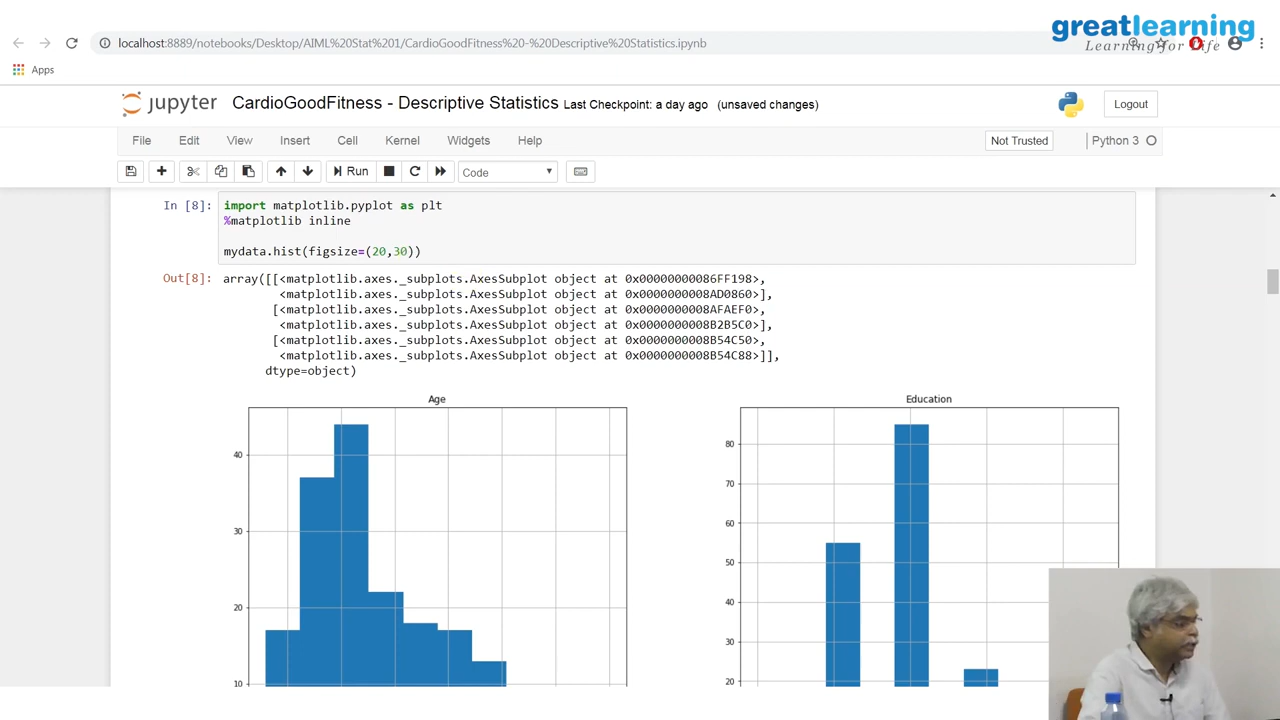 greatlearning
Learning for Life
localhost:8889/notebooks/Desktop/AIML%20Stat%201/CardioGoodFitness%20-%20Descriptive%20Statistics.ipynb
Apps
jupyter CardioGoodFitness - Descriptive Statistics Last Checkpoint: a day ago (unsaved changes)
Logout
File Edit View Insert Cell Kernel Widgets Help Not Trusted Python 3
Run Code
In [8]: import matplotlib.pyplot as plt
%matplotlib inline
mydata.hist(figsize=(20,30))
Out[8]: array([[<matplotlib.axes._subplots.AxesSubplot object at 0x00000000086FF198>,
<matplotlib.axes._subplots.AxesSubplot object at 0x0000000008AD0860>],
[<matplotlib.axes._subplots.AxesSubplot object at 0x0000000008AFAEF0>,
<matplotlib.axes._subplots.AxesSubplot object at 0x0000000008B2B5C0>],
[<matplotlib.axes._subplots.AxesSubplot object at 0x0000000008B54C50>,
<matplotlib.axes._subplots.AxesSubplot object at 0x0000000008B54C88>]],
dtype=object)
Age
40
30
20
10
Education
80
70
60
50
40
30
20